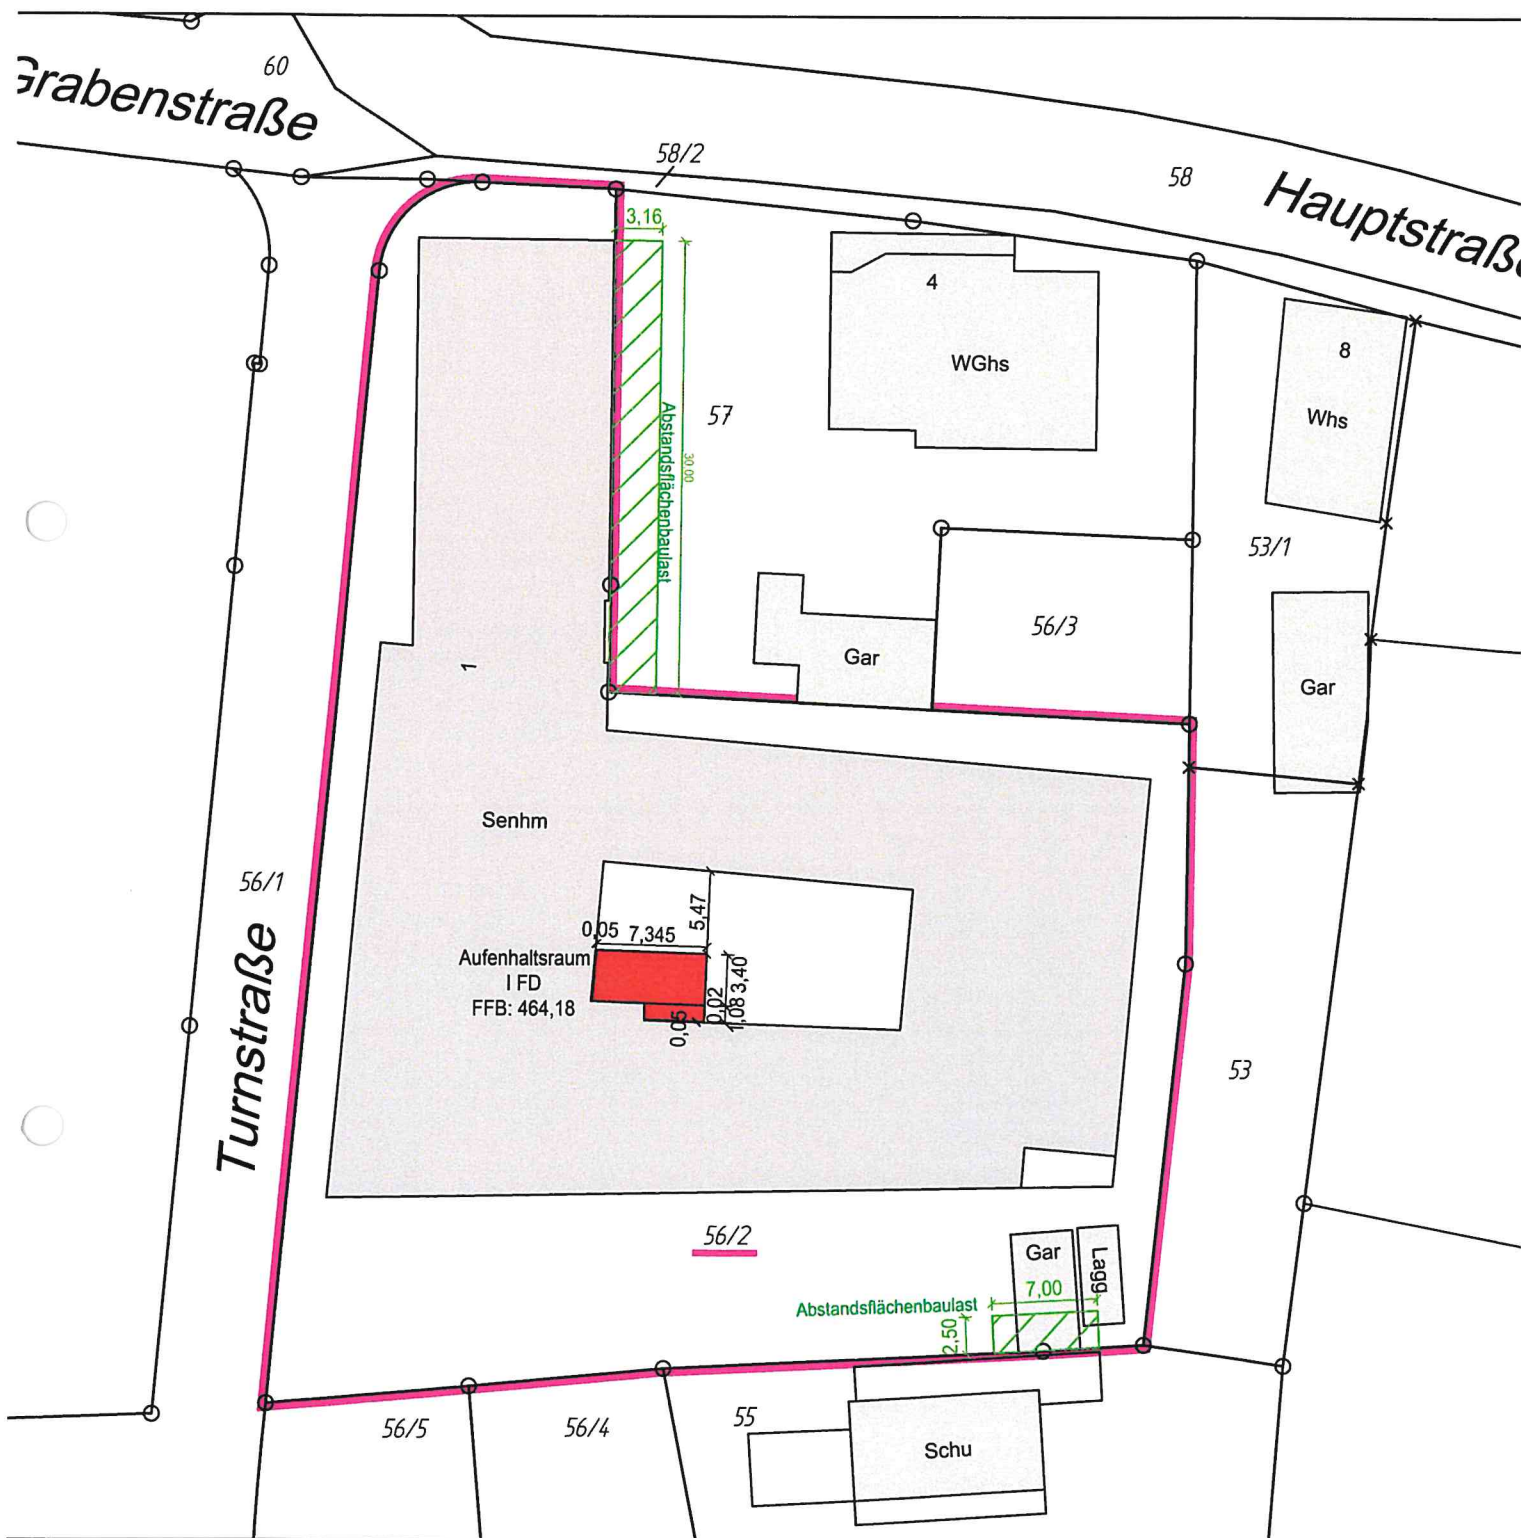 60
Grabenstraße
58/2
58
Hauptstraße
3,16
4
WGhs
8
Whs
57
Abstandsflächenbaulast
30.00
53/1
56/3
Gar
Gar
1
Senhm
56/1
5,47
0,05 7,345
Aufenhaltsraum
I FD
FFB: 464,18
3,40
0,02
1,08
0,05
Turnstraße
53
56/2
Gar
Lagg
7,00
Abstandsflächenbaulast
2,50
56/5
56/4
55
Schu